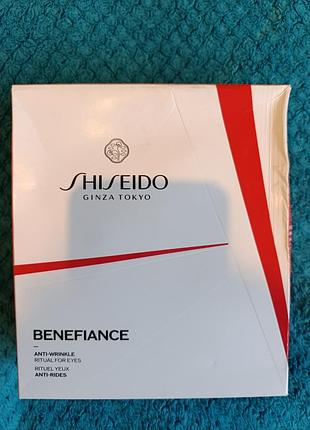 SHISEIDO
GINZA TOKYO
BENEFIANCE
—
ANTI-WRINKLE
RITUAL FOR EYES
RITUEL YEUX
ANTI-RIDES